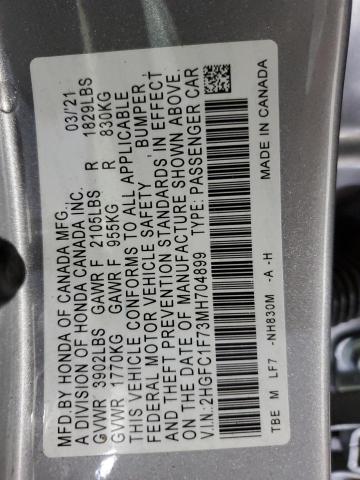 MFD.BY HONDA OF CANADA MFG., 03/'21
A DIVISION OF HONDA CANADA INC.
GVWR 3902LBS GAWR F 2105LBS R 1829LBS
GVWR 1770KG GAWR F 955KG R 830KG
THIS VEHICLE CONFORMS TO ALL APPLICABLE
FEDERAL MOTOR VEHICLE SAFETY, BUMPER,
AND THEFT PREVENTION STANDARDS IN EFFECT
ON THE DATE OF MANUFACTURE SHOWN ABOVE.
V.I.N: 2HGFC1F73MH704899 TYPE: PASSENGER CAR
TBE M LF7 -NH830M -A -H MADE IN CANADA